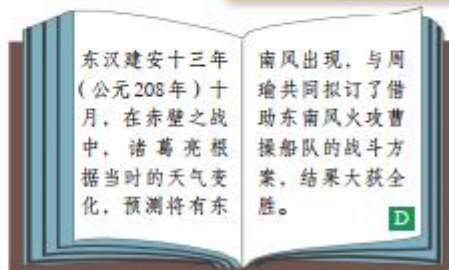 东汉建安十三年
（公元208年）十
月，在赤壁之战
中，诸葛亮根
据当时的天气变
化，预测将有东
南风出现，与周
瑜共同拟订了借
助东南风火攻曹
操船队的战斗方
案，结果大获全
胜。
D